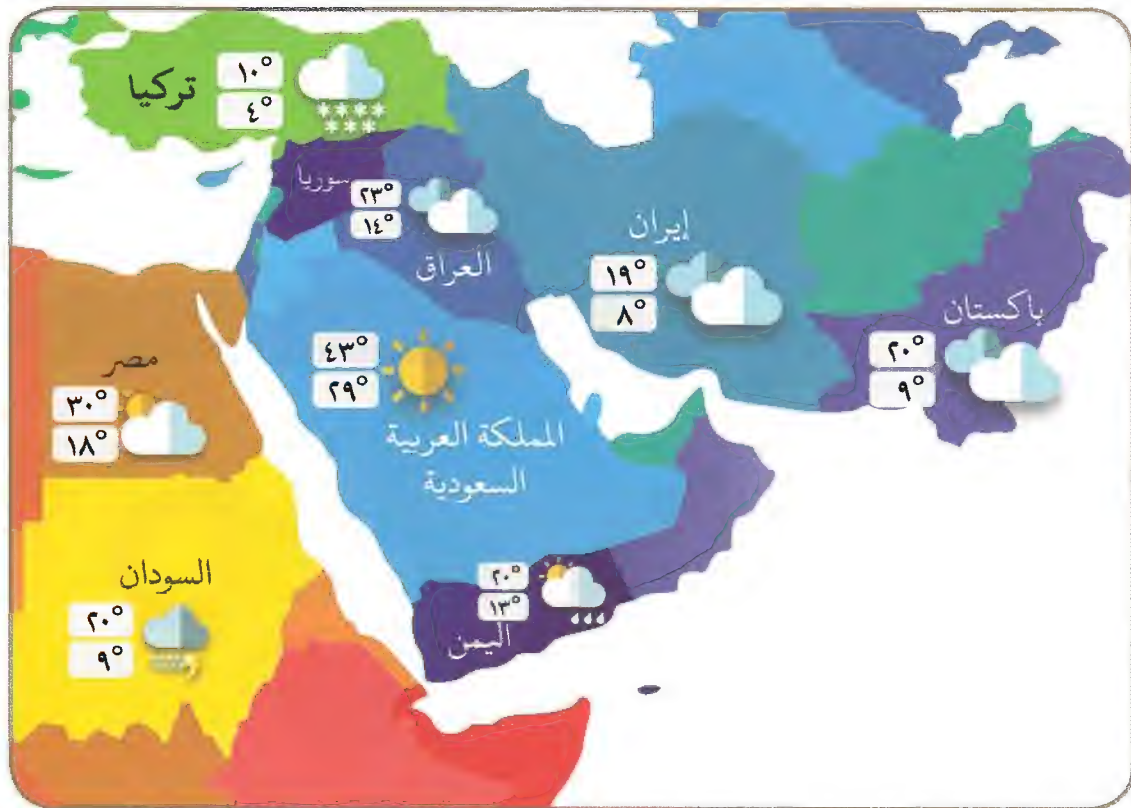 تركيا
١٠°
٤°
سوريا
٢٣°
١٤°
العراق
إيران
١٩°
٨°
باكستان
٢٠°
٩°
مصر
٣٠°
١٨°
٤٣°
٢٩°
المملكة العربية
السعودية
السودان
٢٠°
٩°
٢٠°
١٣°
اليمن